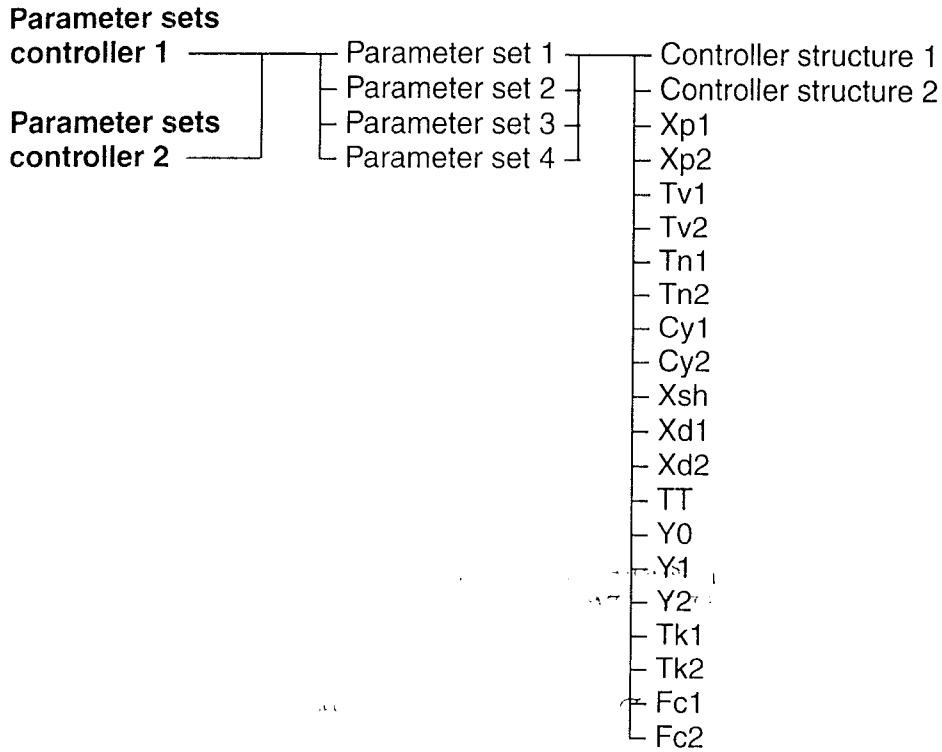 Parameter sets
controller 1
Parameter sets
controller 2
Parameter set 1
Parameter set 2
Parameter set 3
Parameter set 4
Controller structure 1
Controller structure 2
Xp1
Xp2
Tv1
Tv2
Tn1
Tn2
Cy1
Cy2
Xsh
Xd1
Xd2
TT
Y0
Y1
Y2
Tk1
Tk2
Fc1
Fc2